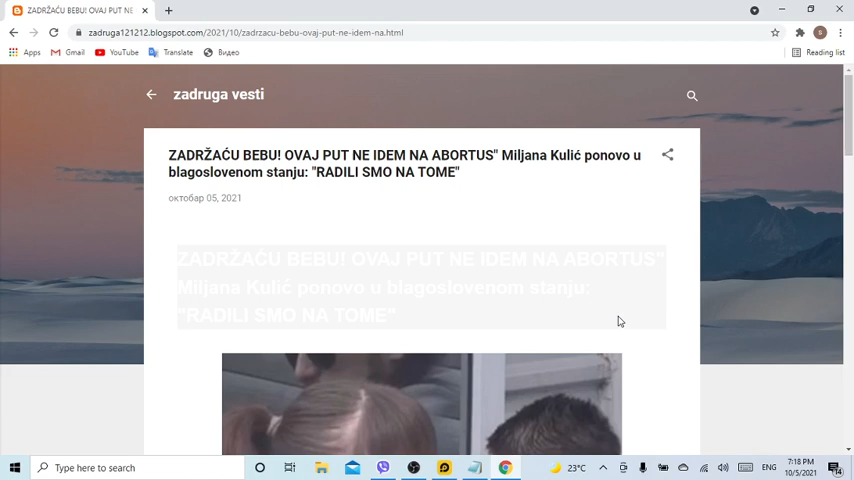 ZADRŽAĆU BEBU! OVAJ PUT NE
zadruga121212.blogspot.com/2021/10/zadrzacu-bebu-ovaj-put-ne-idem-na.html
Apps Gmail YouTube Translate Видео Reading list
zadruga vesti
ZADRŽAĆU BEBU! OVAJ PUT NE IDEM NA ABORTUS" Miljana Kulić ponovo u
blagoslovenom stanju: "RADILI SMO NA TOME"
октобар 05, 2021
ZADRŽAĆU BEBU! OVAJ PUT NE IDEM NA ABORTUS"
Miljana Kulić ponovo u blagoslovenom stanju:
"RADILI SMO NA TOME"
Type here to search 23°C ENG 7:18 PM
10/5/2021